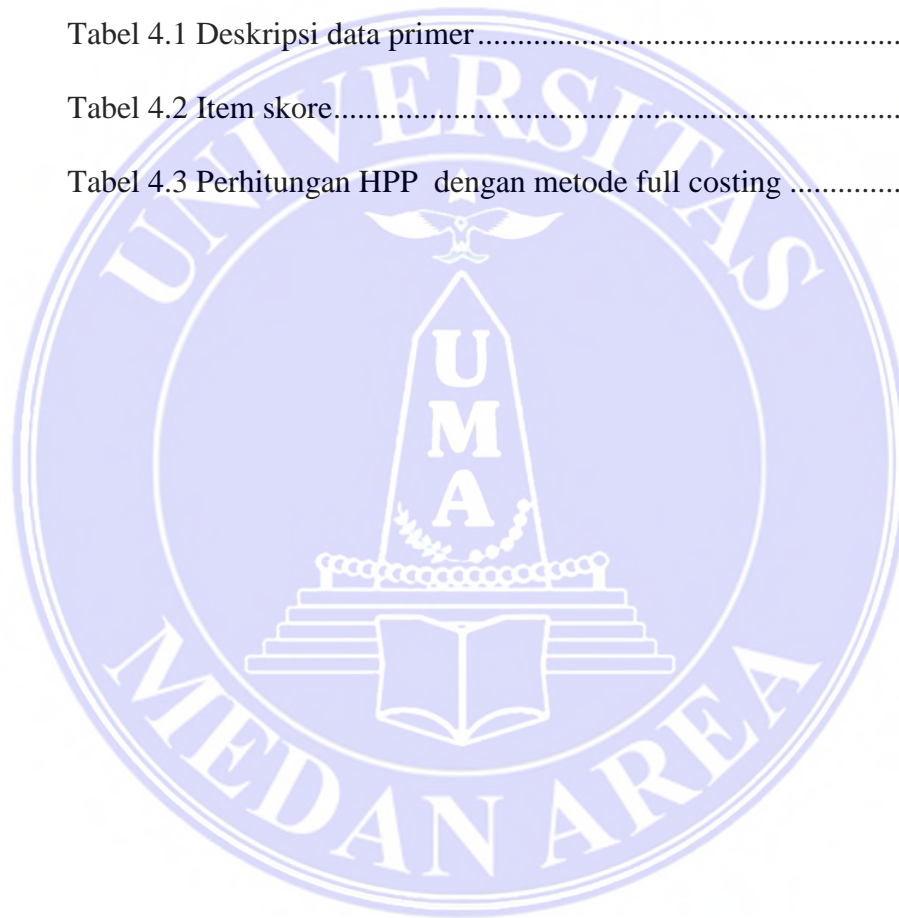 Tabel 4.1 Deskripsi data primer......................................................
Tabel 4.2 Item skore.........................................................................
Tabel 4.3 Perhitungan HPP dengan metode full costing ..............
UNIVERSITAS
UMA
MEDAN AREA